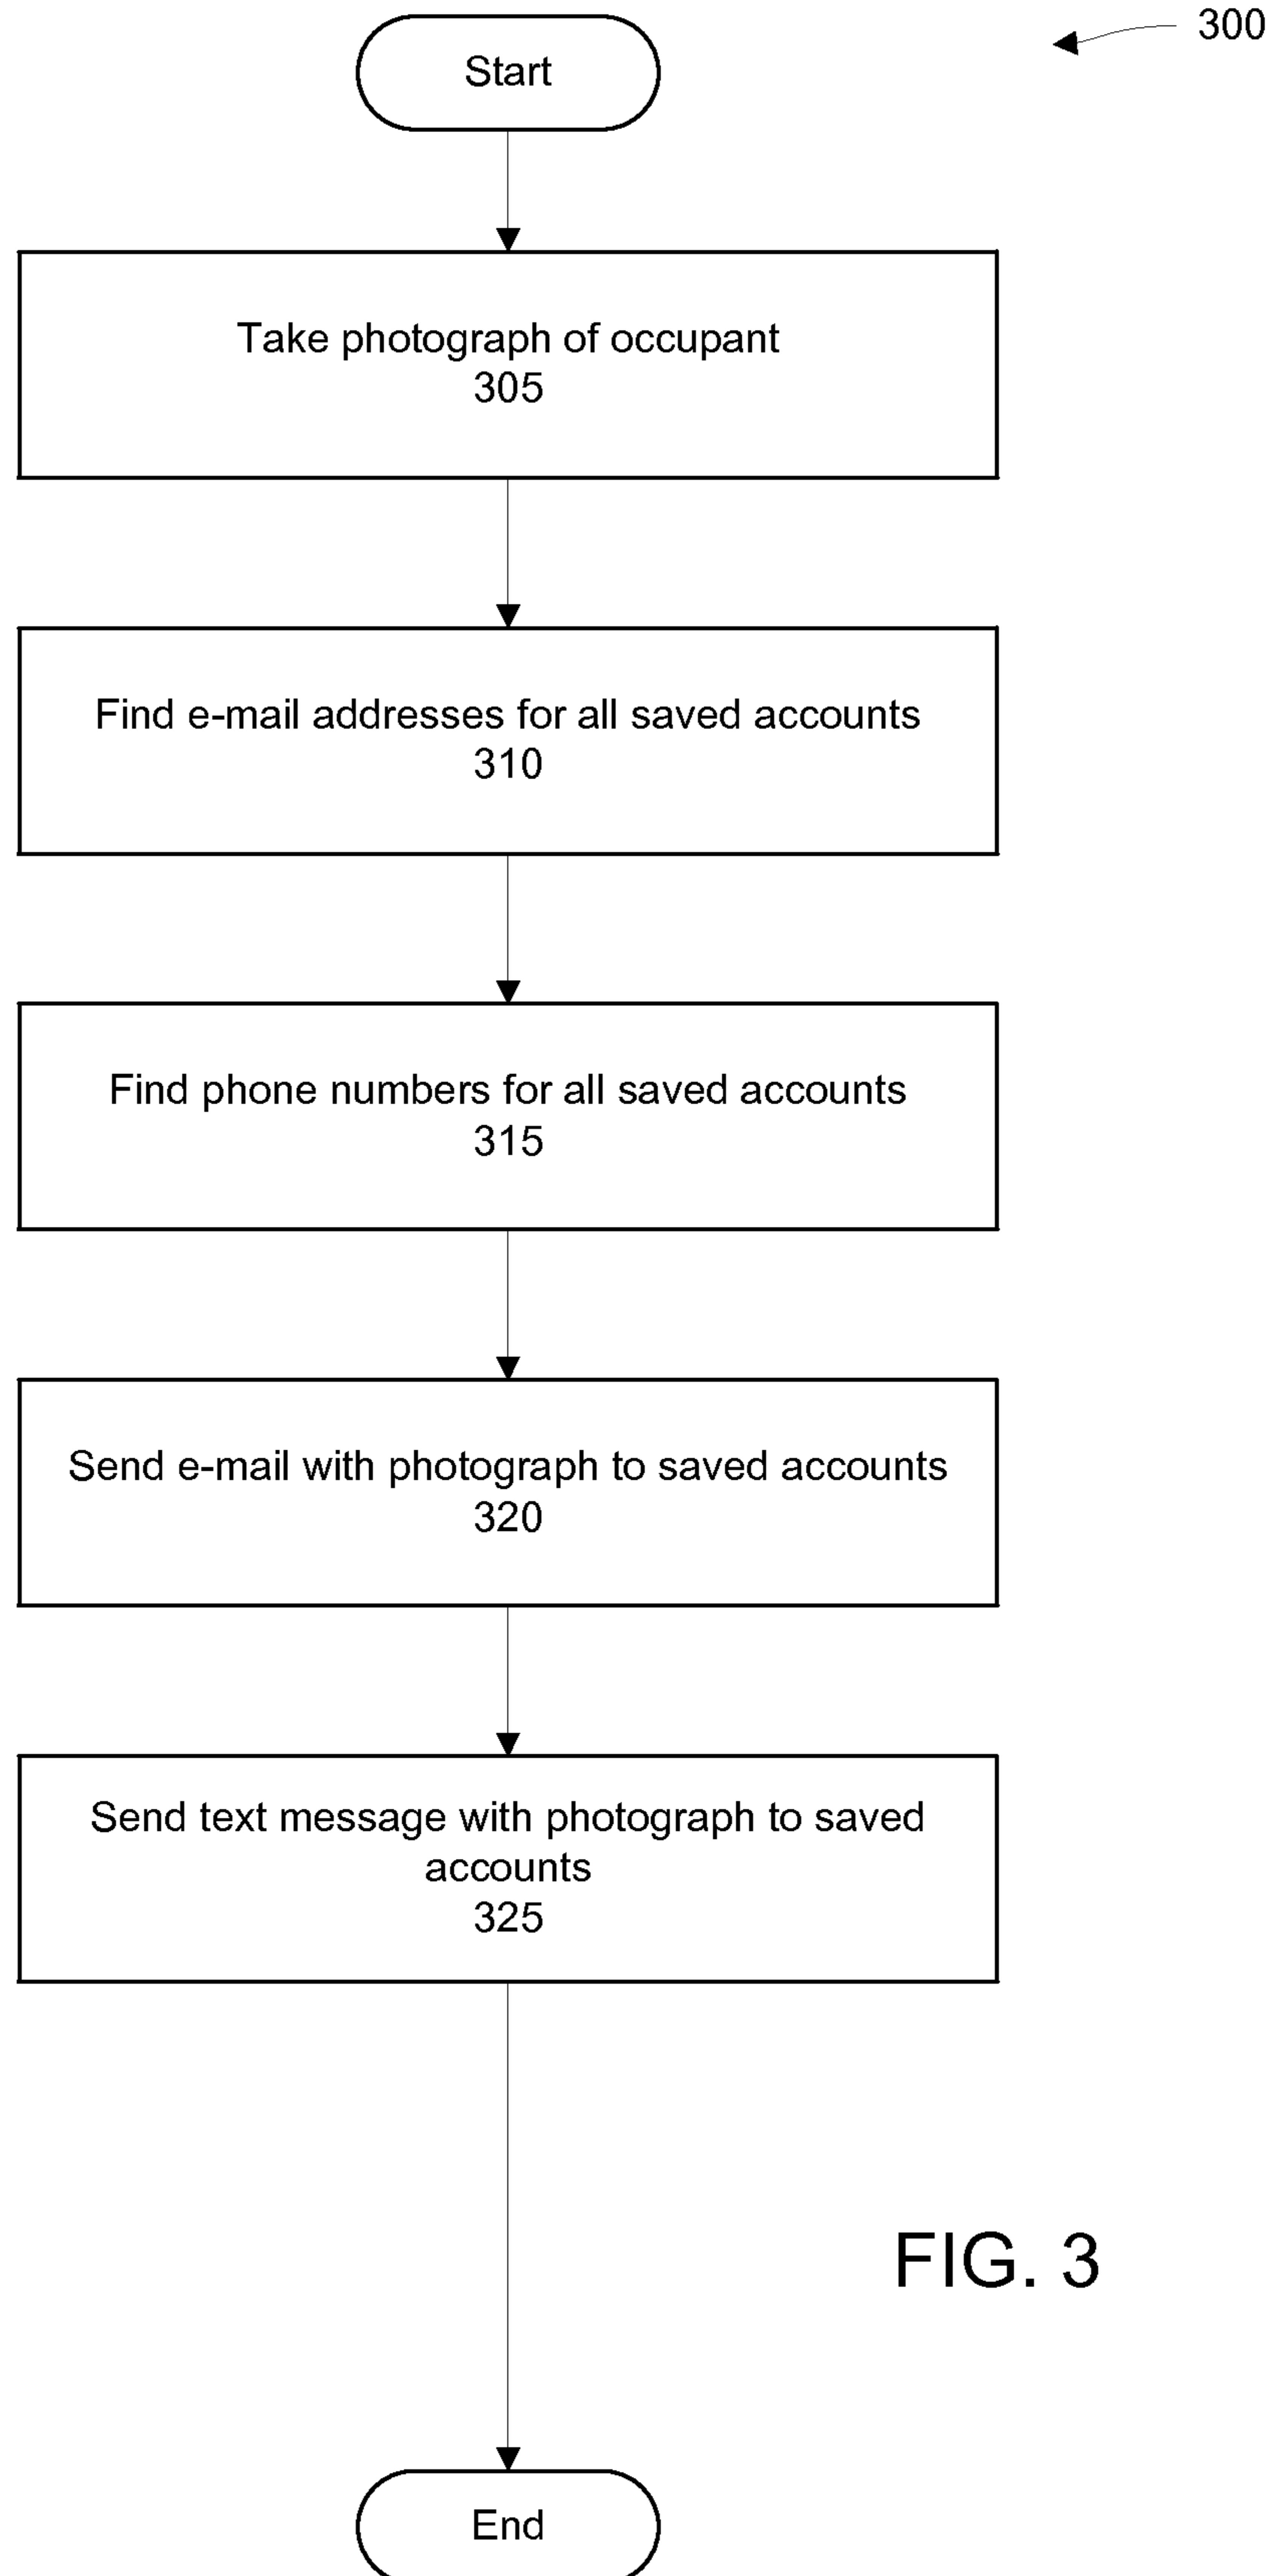 300
Start
Take photograph of occupant
305
Find e-mail addresses for all saved accounts
310
Find phone numbers for all saved accounts
315
Send e-mail with photograph to saved accounts
320
Send text message with photograph to saved
accounts
325
FIG. 3
End